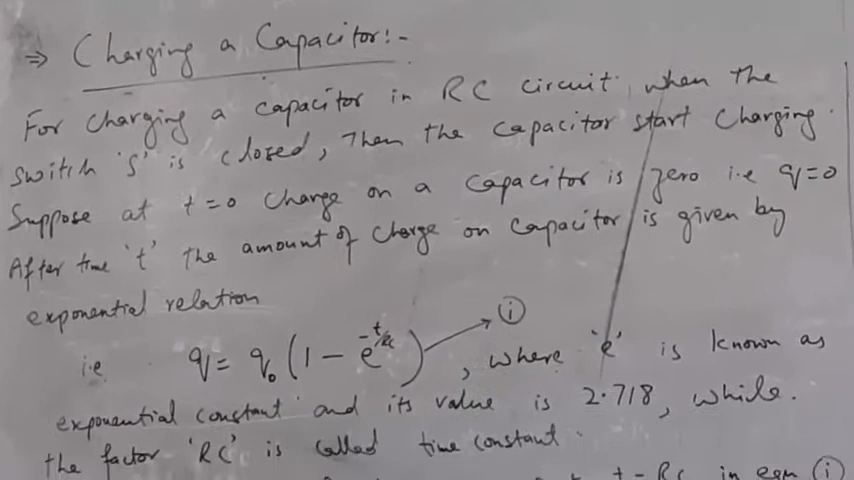 ⇒ Charging a Capacitor:-
For charging a capacitor in RC circuit, when the
switch 's' is closed, Then the capacitor start charging.
Suppose at t=0 charge on a capacitor is zero i.e q=0
After time 't' the amount of charge on capacitor is given by
exponential relation
i.e q = q₀ (1 - e^(-t/RC)) → (i), where 'e' is known as
exponential constant and its value is 2.718, while.
the factor 'RC' is called time constant.
t = RC in eqn (i)